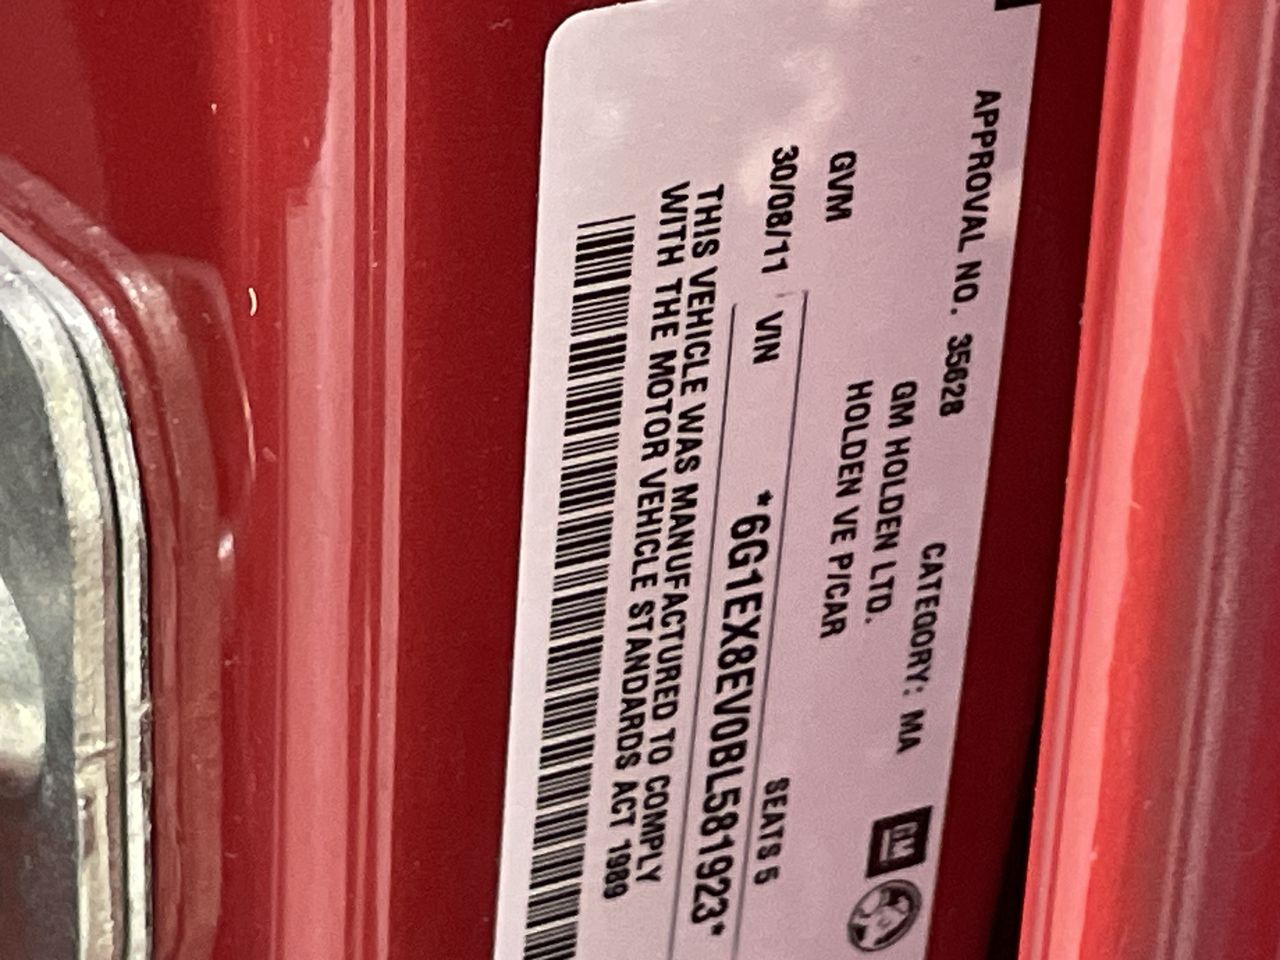 APPROVAL NO. 35628 CATEGORY: MA
GM HOLDEN LTD.
HOLDEN VE P/CAR
GM
GVM
SEATS 5
30/08/11 VIN *6G1EX8EV0BL581923*
THIS VEHICLE WAS MANUFACTURED TO COMPLY
WITH THE MOTOR VEHICLE STANDARDS ACT 1989